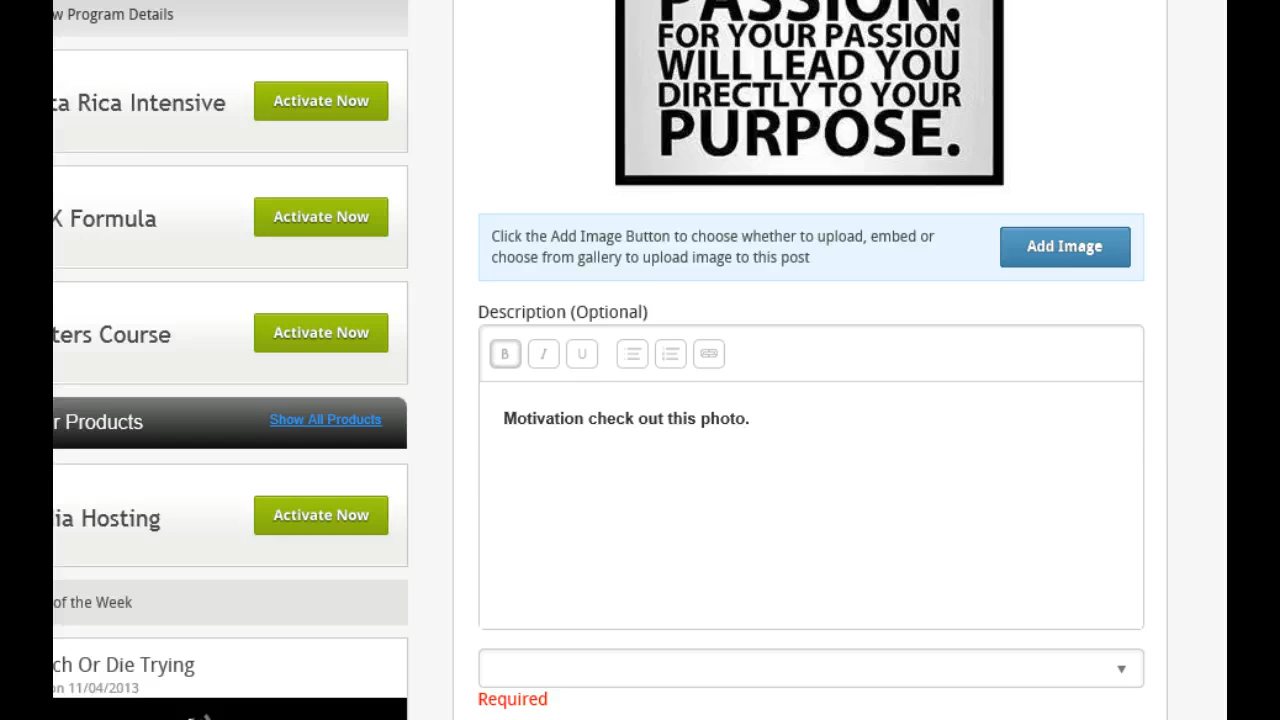 w Program Details
ta Rica Intensive
Activate Now
K Formula
Activate Now
ters Course
Activate Now
r Products
Show All Products
ia Hosting
Activate Now
of the Week
ch Or Die Trying
on 11/04/2013
PASSION.
FOR YOUR PASSION
WILL LEAD YOU
DIRECTLY TO YOUR
PURPOSE.
Click the Add Image Button to choose whether to upload, embed or
choose from gallery to upload image to this post
Add Image
Description (Optional)
B I U
Motivation check out this photo.
Required